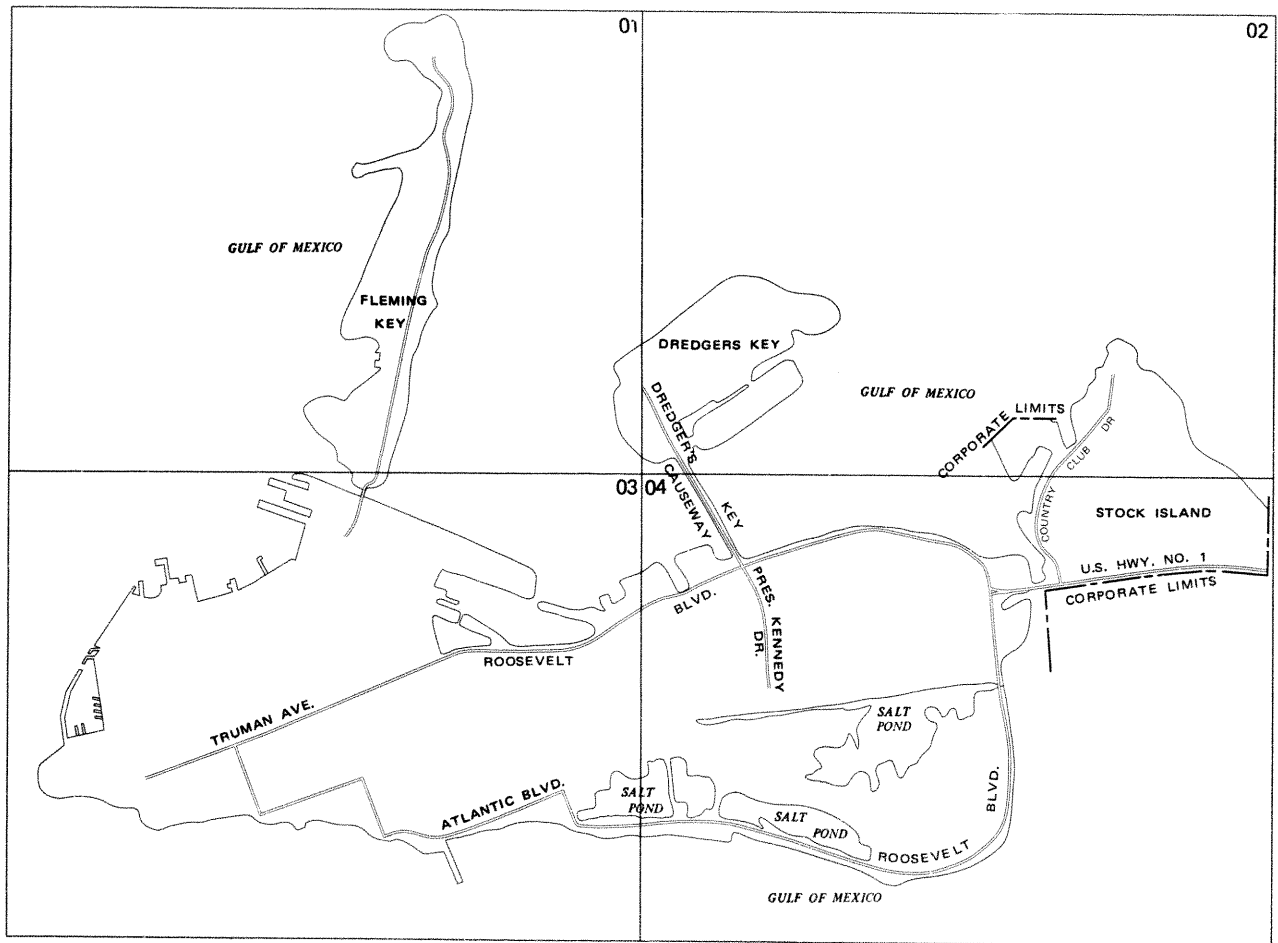 01
02
GULF OF MEXICO
FLEMING
KEY
DREDGERS KEY
GULF OF MEXICO
CORPORATE LIMITS
DREDGER'S KEY
CAUSEWAY
COUNTRY CLUB DR
03
04
STOCK ISLAND
U.S. HWY. NO. 1
CORPORATE LIMITS
ROOSEVELT BLVD.
PRES. KENNEDY
DR.
TRUMAN AVE.
SALT
POND
ATLANTIC BLVD.
SALT
POND
SALT
POND
ROOSEVELT BLVD.
GULF OF MEXICO